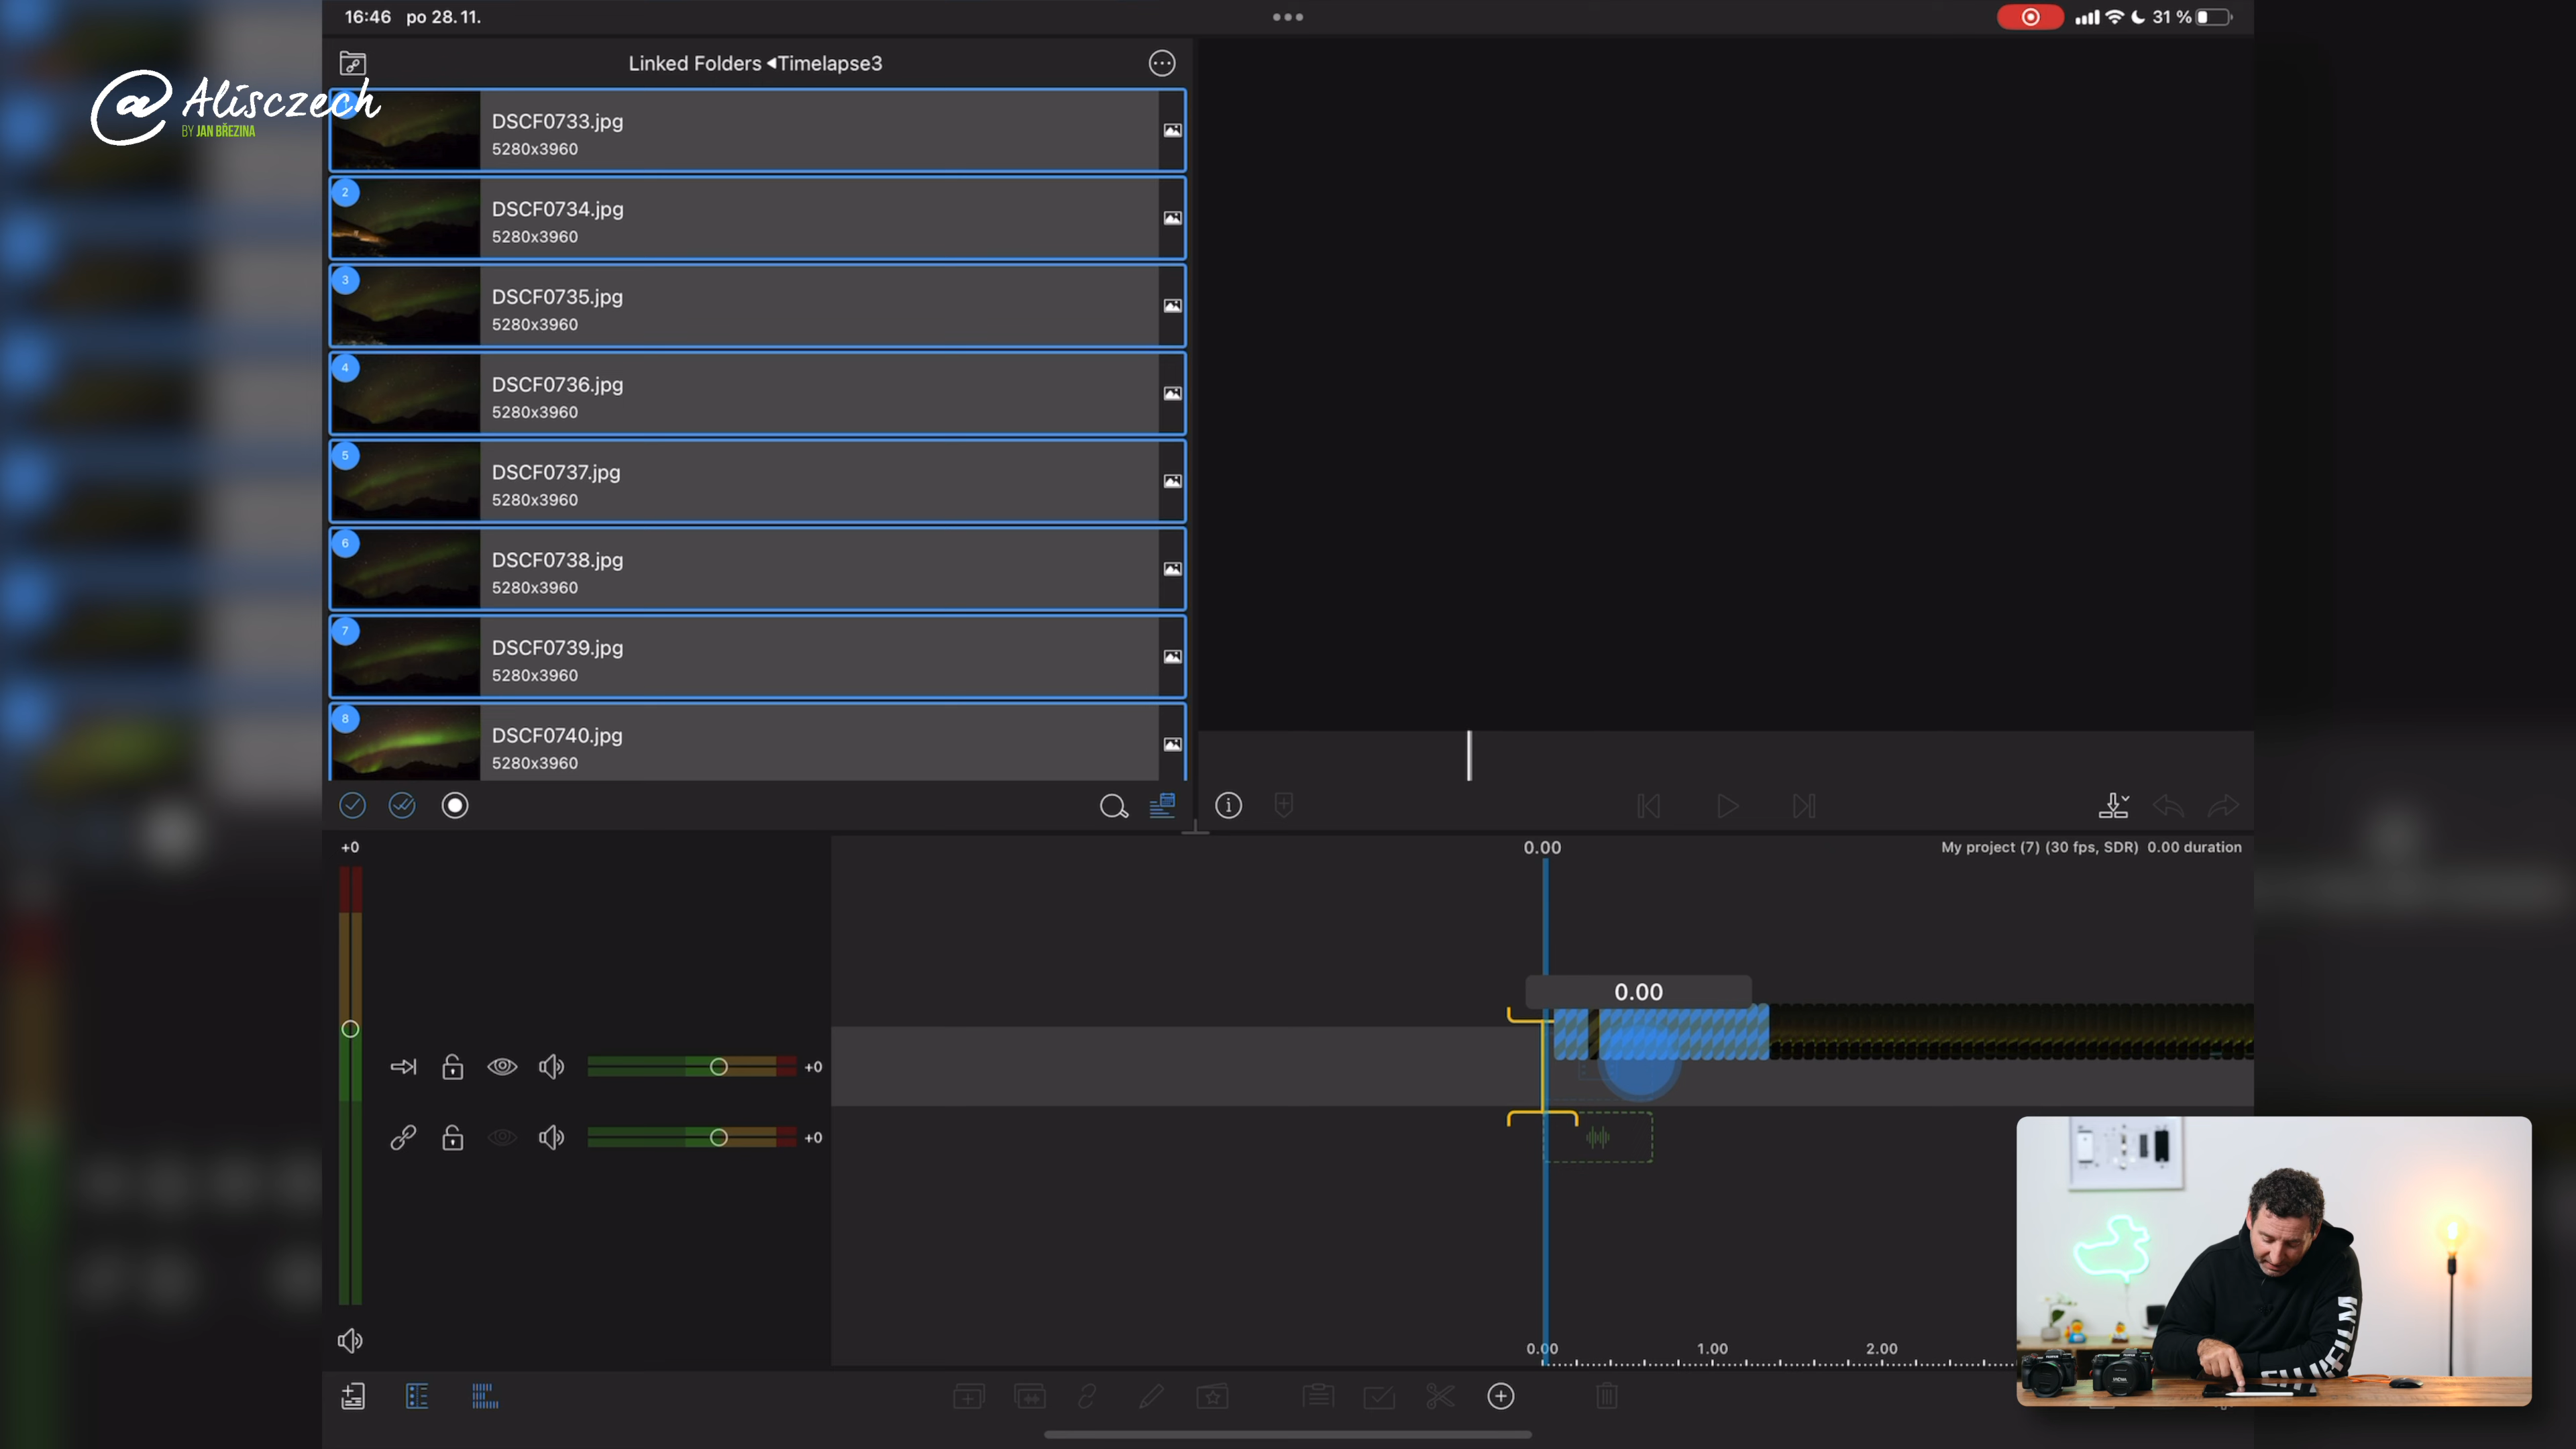 16:46 po 28. 11.
31 %
Linked Folders ◀Timelapse3
@Alisczech
BY JAN BŘEZINA
DSCF0733.jpg
5280x3960
2
DSCF0734.jpg
5280x3960
3
DSCF0735.jpg
5280x3960
4
DSCF0736.jpg
5280x3960
5
DSCF0737.jpg
5280x3960
6
DSCF0738.jpg
5280x3960
7
DSCF0739.jpg
5280x3960
8
DSCF0740.jpg
5280x3960
+0
0.00
My project (7) (30 fps, SDR) 0.00 duration
0.00
+0
+0
0.00 1.00 2.00